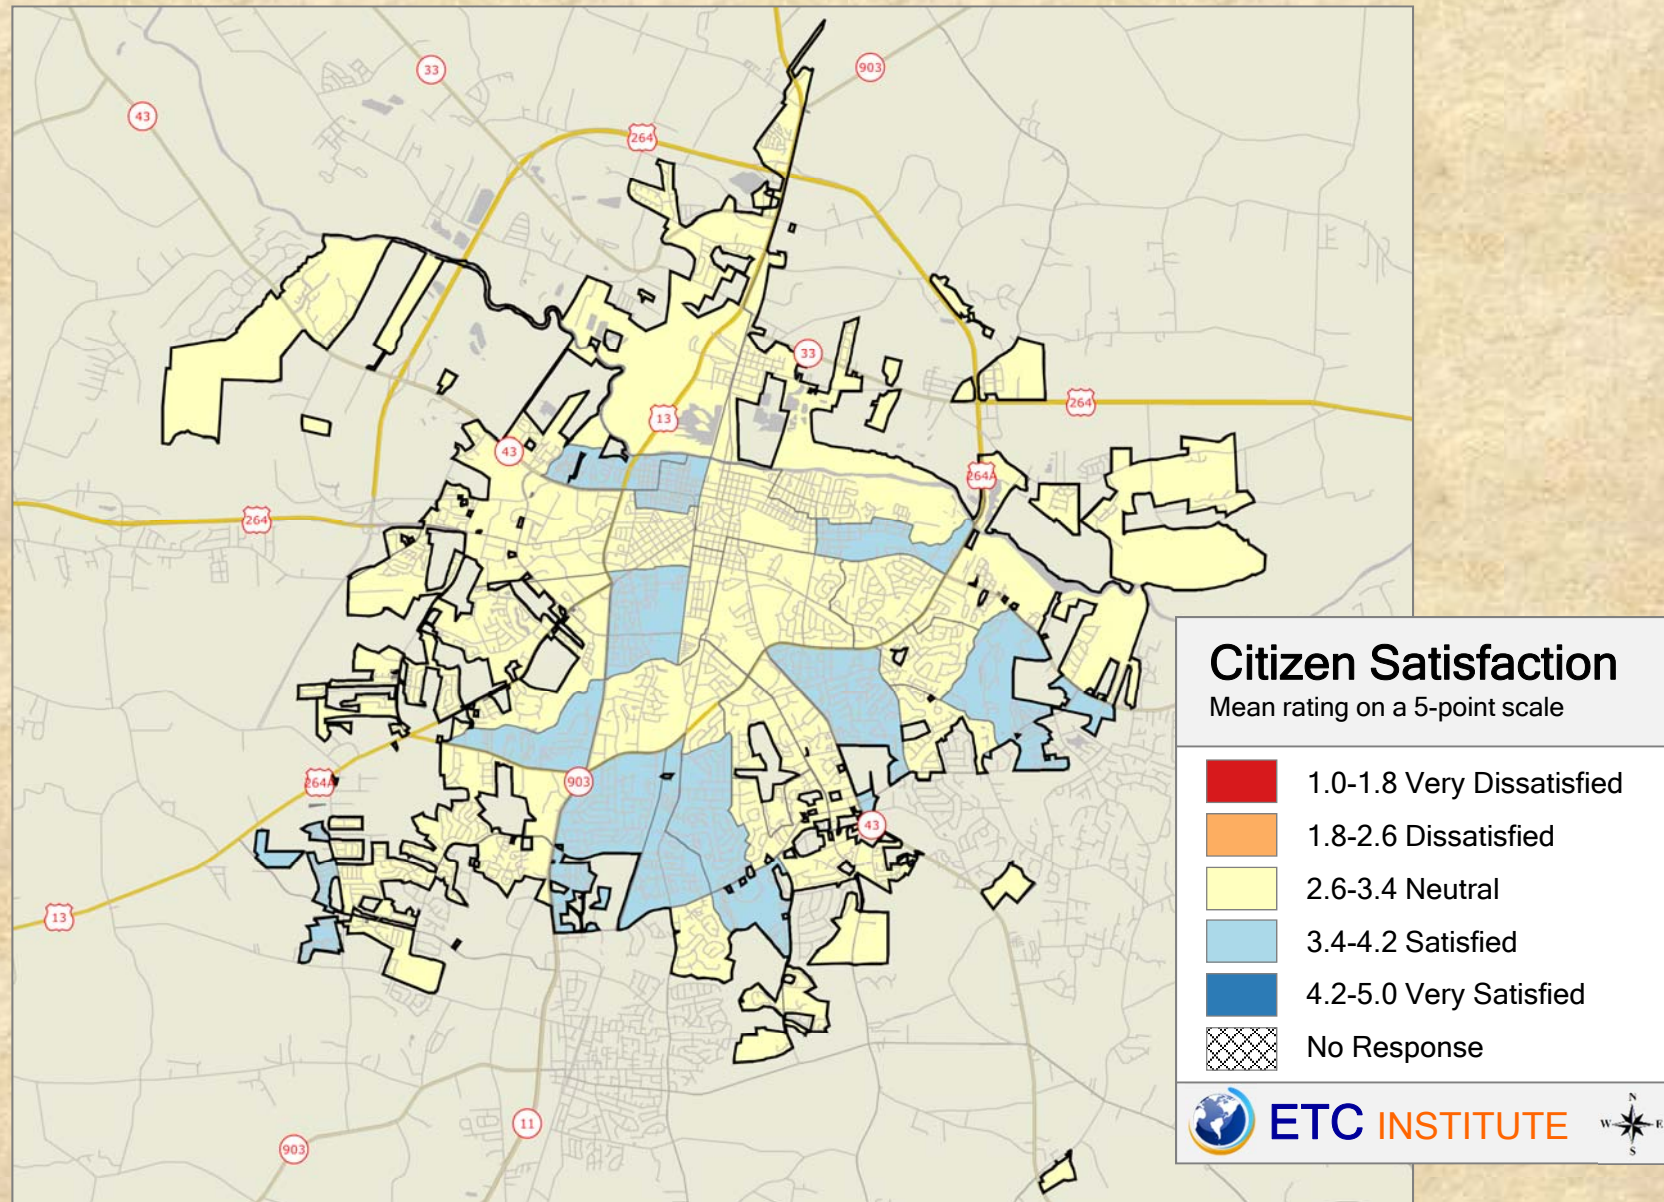 33
903
43
264
33
264
13
43
264A
264
903
264A
43
13
11
903
Citizen Satisfaction
Mean rating on a 5-point scale
1.0-1.8 Very Dissatisfied
1.8-2.6 Dissatisfied
2.6-3.4 Neutral
3.4-4.2 Satisfied
4.2-5.0 Very Satisfied
No Response
ETC INSTITUTE
N
W E
S